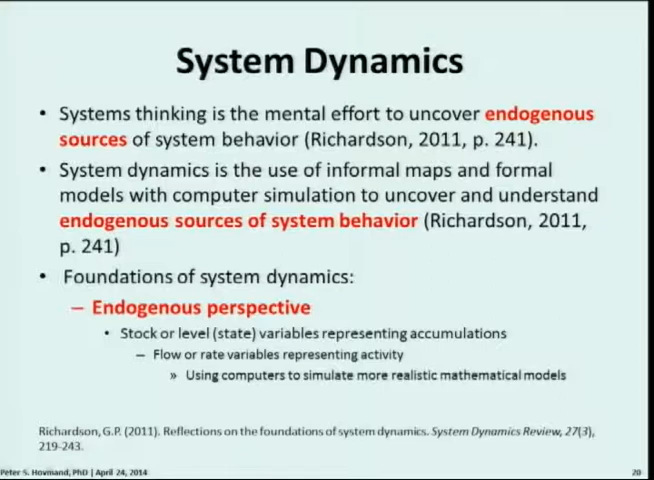 System Dynamics
• Systems thinking is the mental effort to uncover endogenous
sources of system behavior (Richardson, 2011, p. 241).
• System dynamics is the use of informal maps and formal
models with computer simulation to uncover and understand
endogenous sources of system behavior (Richardson, 2011,
p. 241)
• Foundations of system dynamics:
– Endogenous perspective
• Stock or level (state) variables representing accumulations
– Flow or rate variables representing activity
» Using computers to simulate more realistic mathematical models
Richardson, G.P. (2011). Reflections on the foundations of system dynamics. System Dynamics Review, 27(3),
219-243.
Peter S. Hovmand, PhD | April 24, 2014
20